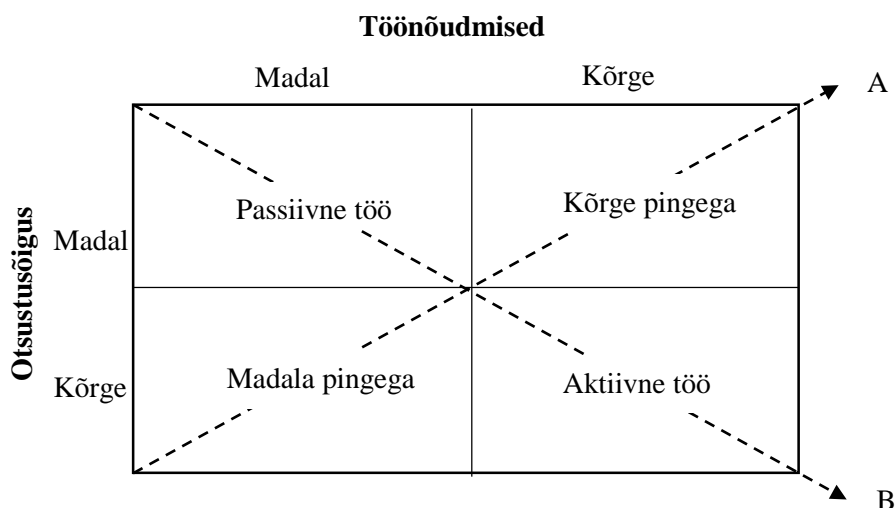 Töönõudmised
Madal Kõrge
A
Passiivne töö Kõrge pingega
Madal
Otsustusõigus
Kõrge
Madala pingega Aktiivne töö
B